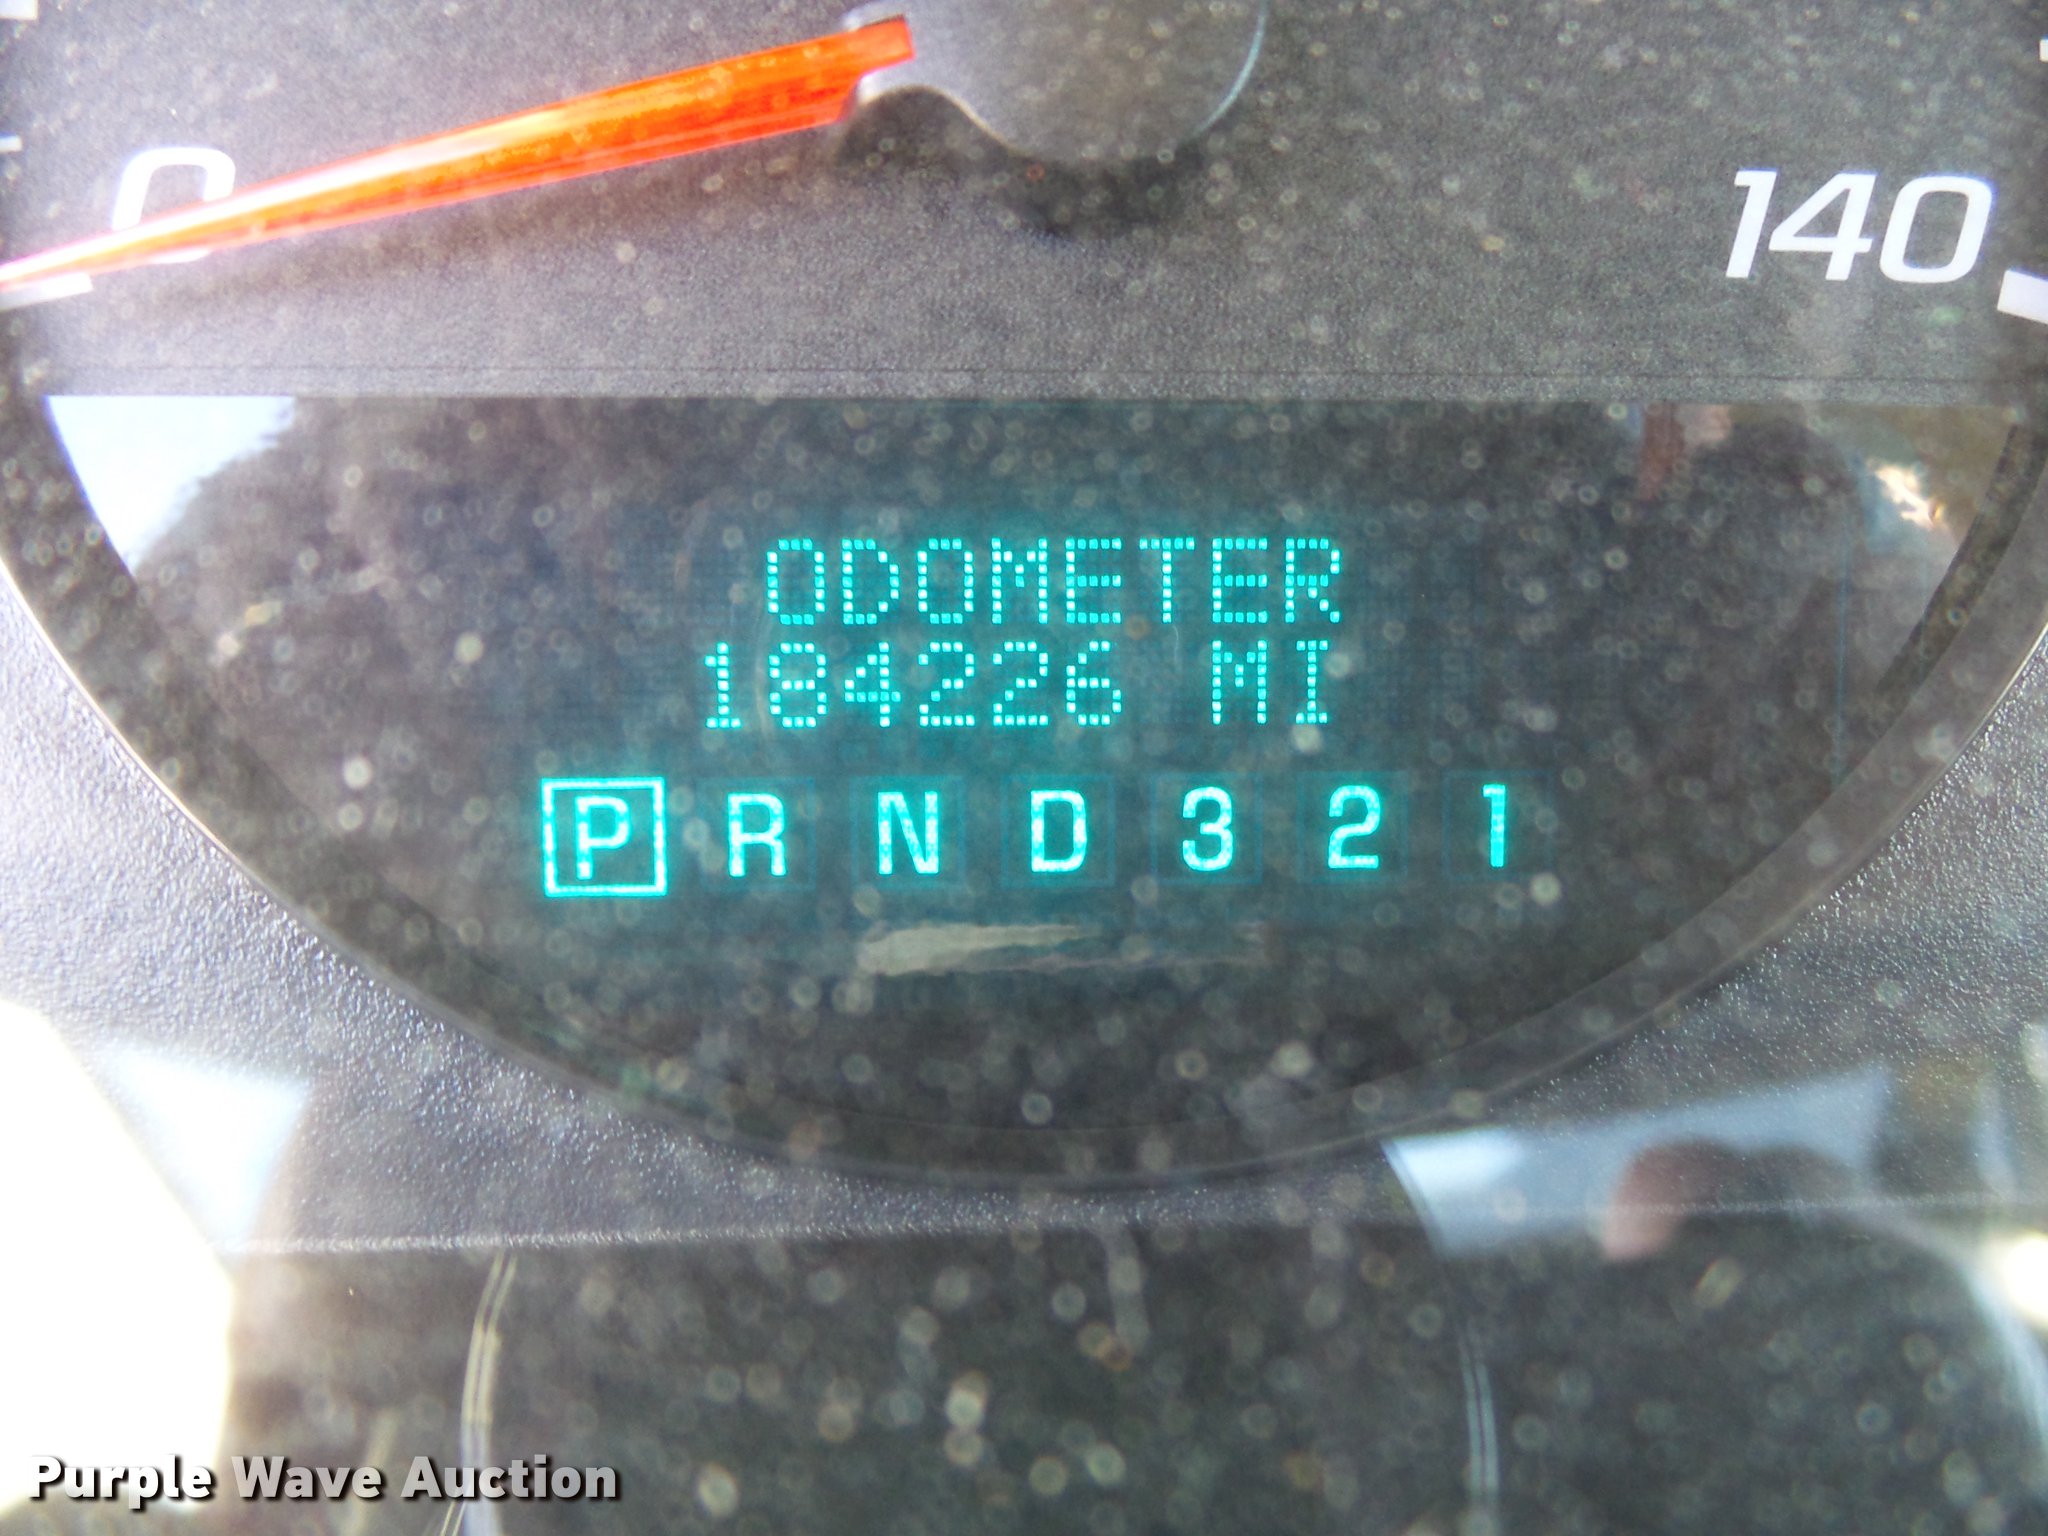 0
140
ODOMETER
184226 MI
P R N D 3 2 1
Purple Wave Auction